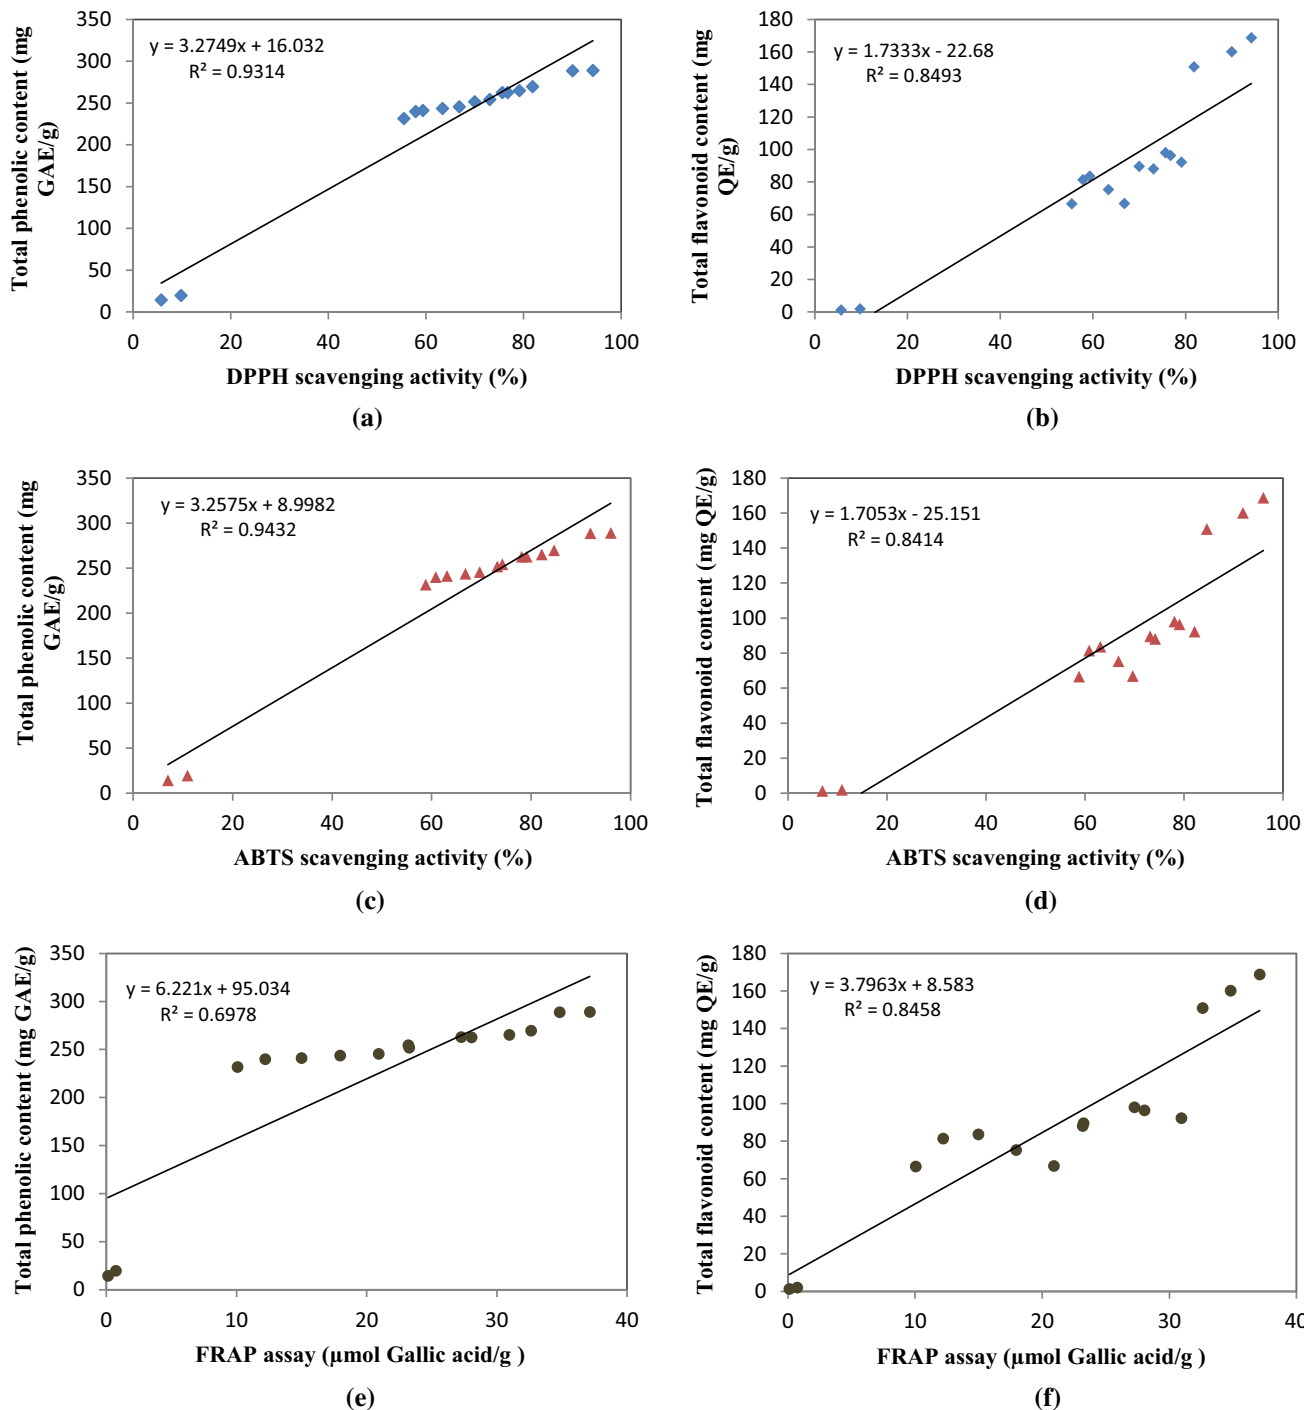 Total phenolic content (mg
GAE/g)
350
300
250
200
150
100
50
0
y = 3.2749x + 16.032
R² = 0.9314
0 20 40 60 80 100
DPPH scavenging activity (%)
(a)
Total flavonoid content (mg
QE/g)
180
160
140
120
100
80
60
40
20
0
y = 1.7333x - 22.68
R² = 0.8493
0 20 40 60 80 100
DPPH scavenging activity (%)
(b)
Total phenolic content (mg
GAE/g)
350
300
250
200
150
100
50
0
y = 3.2575x + 8.9982
R² = 0.9432
0 20 40 60 80 100
ABTS scavenging activity (%)
(c)
Total flavonoid content (mg QE/g)
180
160
140
120
100
80
60
40
20
0
y = 1.7053x - 25.151
R² = 0.8414
0 20 40 60 80 100
ABTS scavenging activity (%)
(d)
Total phenolic content (mg GAE/g)
350
300
250
200
150
100
50
0
y = 6.221x + 95.034
R² = 0.6978
0 10 20 30 40
FRAP assay (µmol Gallic acid/g )
(e)
Total flavonoid content (mg QE/g)
180
160
140
120
100
80
60
40
20
0
y = 3.7963x + 8.583
R² = 0.8458
0 10 20 30 40
FRAP assay (µmol Gallic acid/g )
(f)